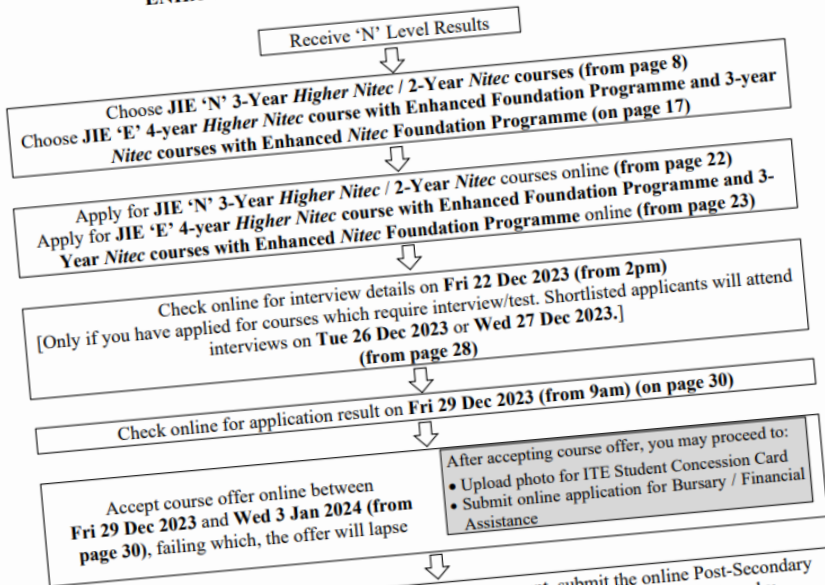 Receive ‘N’ Level Results
Choose JIE ‘N’ 3-Year Higher Nitec / 2-Year Nitec courses (from page 8)
Choose JIE ‘E’ 4-year Higher Nitec course with Enhanced Foundation Programme and 3-year
Nitec courses with Enhanced Nitec Foundation Programme (on page 17)
Apply for JIE ‘N’ 3-Year Higher Nitec / 2-Year Nitec courses online (from page 22)
Apply for JIE ‘E’ 4-year Higher Nitec course with Enhanced Foundation Programme and 3-
Year Nitec courses with Enhanced Nitec Foundation Programme online (from page 23)
Check online for interview details on Fri 22 Dec 2023 (from 2pm)
[Only if you have applied for courses which require interview/test. Shortlisted applicants will attend
interviews on Tue 26 Dec 2023 or Wed 27 Dec 2023.]
(from page 28)
Check online for application result on Fri 29 Dec 2023 (from 9am) (on page 30)
Accept course offer online between
Fri 29 Dec 2023 and Wed 3 Jan 2024 (from
page 30), failing which, the offer will lapse
After accepting course offer, you may proceed to:
• Upload photo for ITE Student Concession Card
• Submit online application for Bursary / Financial
Assistance
submit the online Post-Secondary